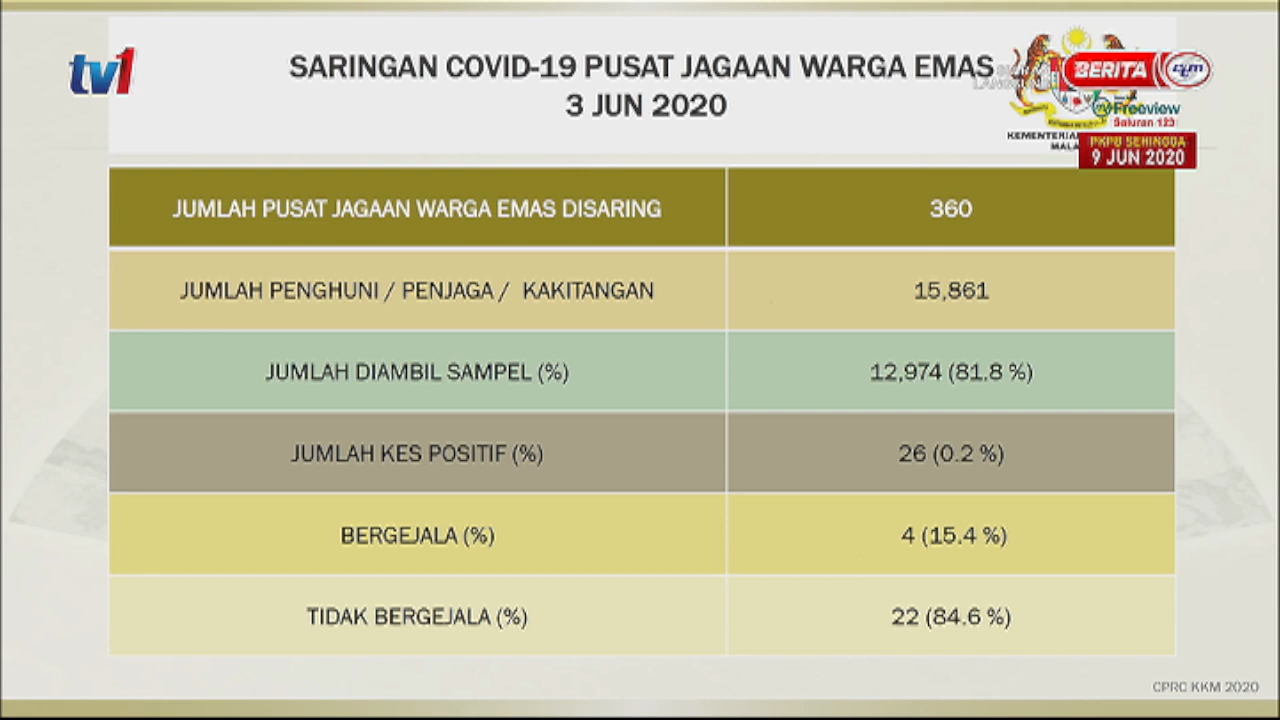 tv1
SARINGAN COVID-19 PUSAT JAGAAN WARGA EMAS
3 JUN 2020
BERITA
Freeview
Saluran 123
KEMENTERIAN
PKPB SEHINGGA
9 JUN 2020
JUMLAH PUSAT JAGAAN WARGA EMAS DISARING 360
JUMLAH PENGHUNI / PENJAGA / KAKITANGAN 15,861
JUMLAH DIAMBIL SAMPEL (%) 12,974 (81.8 %)
JUMLAH KES POSITIF (%) 26 (0.2 %)
BERGEJALA (%) 4 (15.4 %)
TIDAK BERGEJALA (%) 22 (84.6 %)
CPRC KKM 2020